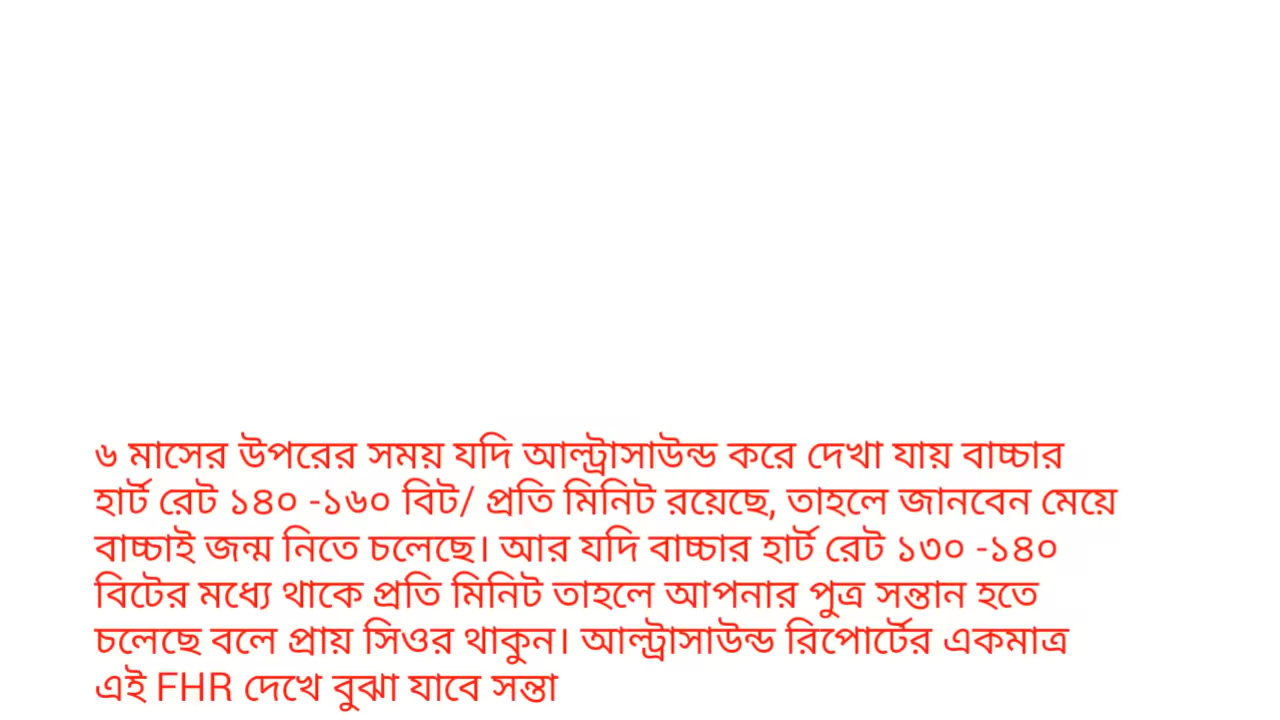 ৬ মাসের উপরের সময় যদি আল্ট্রাসাউন্ড করে দেখা যায় বাচ্চার
হার্ট রেট ১৪০ -১৬০ বিট/ প্রতি মিনিট রয়েছে, তাহলে জানবেন মেয়ে
বাচ্চাই জন্ম নিতে চলেছে। আর যদি বাচ্চার হার্ট রেট ১৩০ -১৪০
বিটের মধ্যে থাকে প্রতি মিনিট তাহলে আপনার পুত্র সন্তান হতে
চলেছে বলে প্রায় সিওর থাকুন। আল্ট্রাসাউন্ড রিপোর্টের একমাত্র
এই FHR দেখে বুঝা যাবে সন্তা